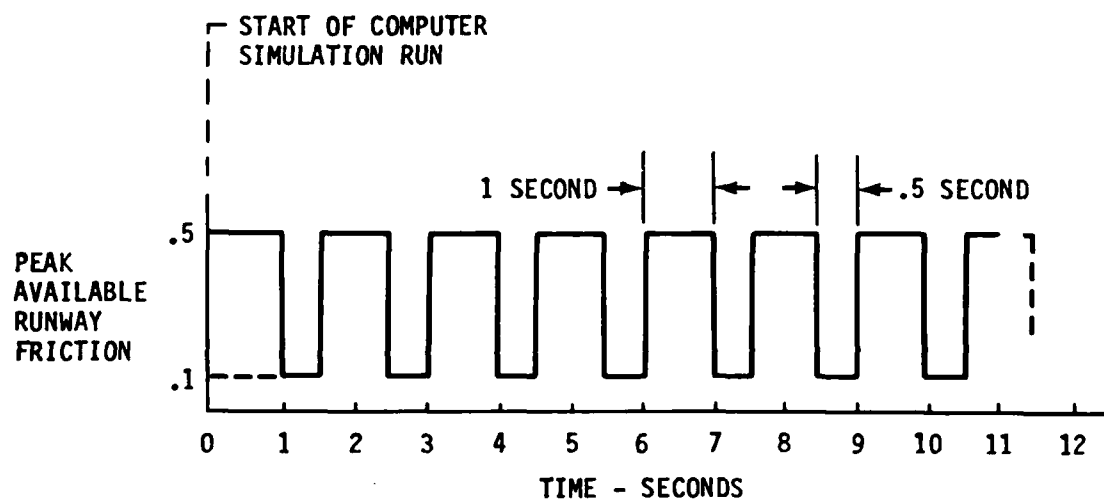 START OF COMPUTER
SIMULATION RUN
1 SECOND
.5 SECOND
.5
PEAK
AVAILABLE
RUNWAY
FRICTION
.1
0 1 2 3 4 5 6 7 8 9 10 11 12
TIME - SECONDS